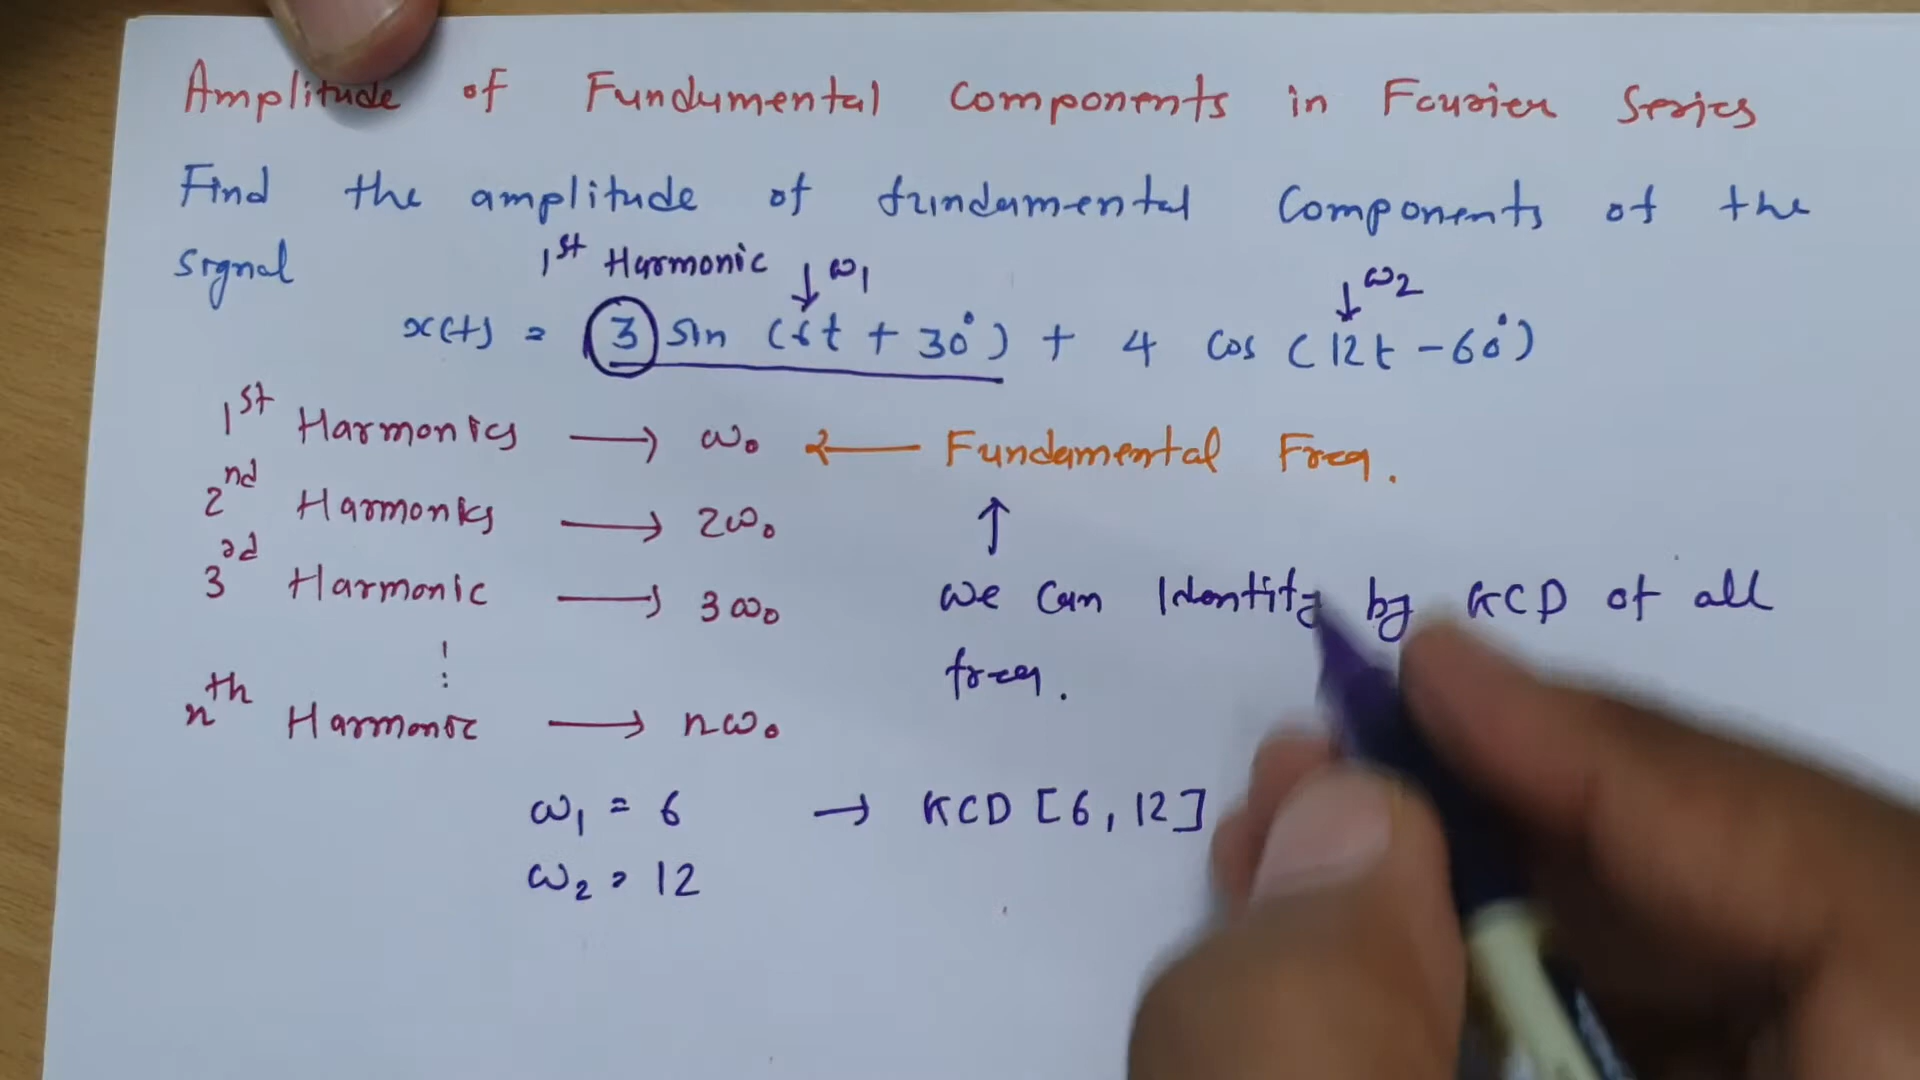 Amplitude of Fundumental Components in Fourier Series
Find the amplitude of fundamental Components of the
Signal
1st Harmonic ↓ ω1 ↓ ω2
x(t) = 3 sin (6t + 30°) + 4 cos (12t - 60°)
1st Harmonics → ω0 ← Fundamental Freq.
2nd Harmonics → 2ω0 ↑
3rd Harmonic → 3ω0 we can Identify by GCD of all
freq.
nth Harmonic → nω0
ω1 = 6 → GCD [6, 12]
ω2 = 12